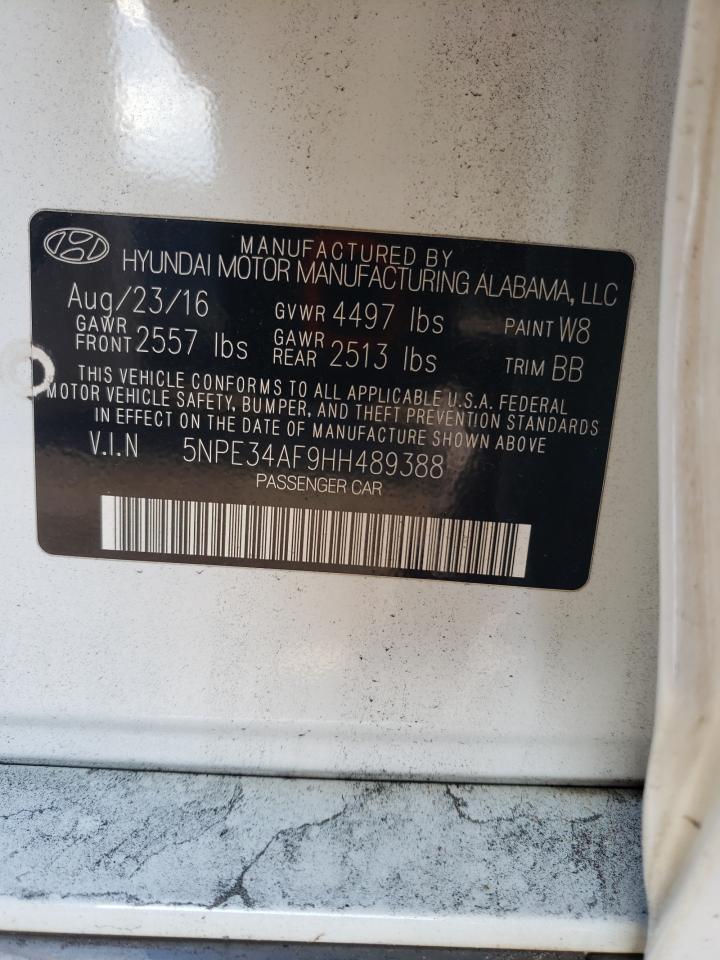 MANUFACTURED BY
HYUNDAI MOTOR MANUFACTURING ALABAMA, LLC
Aug/23/16 GVWR 4497 lbs PAINT W8
GAWR FRONT 2557 lbs GAWR REAR 2513 lbs TRIM BB
THIS VEHICLE CONFORMS TO ALL APPLICABLE U.S.A. FEDERAL
MOTOR VEHICLE SAFETY, BUMPER, AND THEFT PREVENTION STANDARDS
IN EFFECT ON THE DATE OF MANUFACTURE SHOWN ABOVE
V.I.N 5NPE34AF9HH489388
PASSENGER CAR